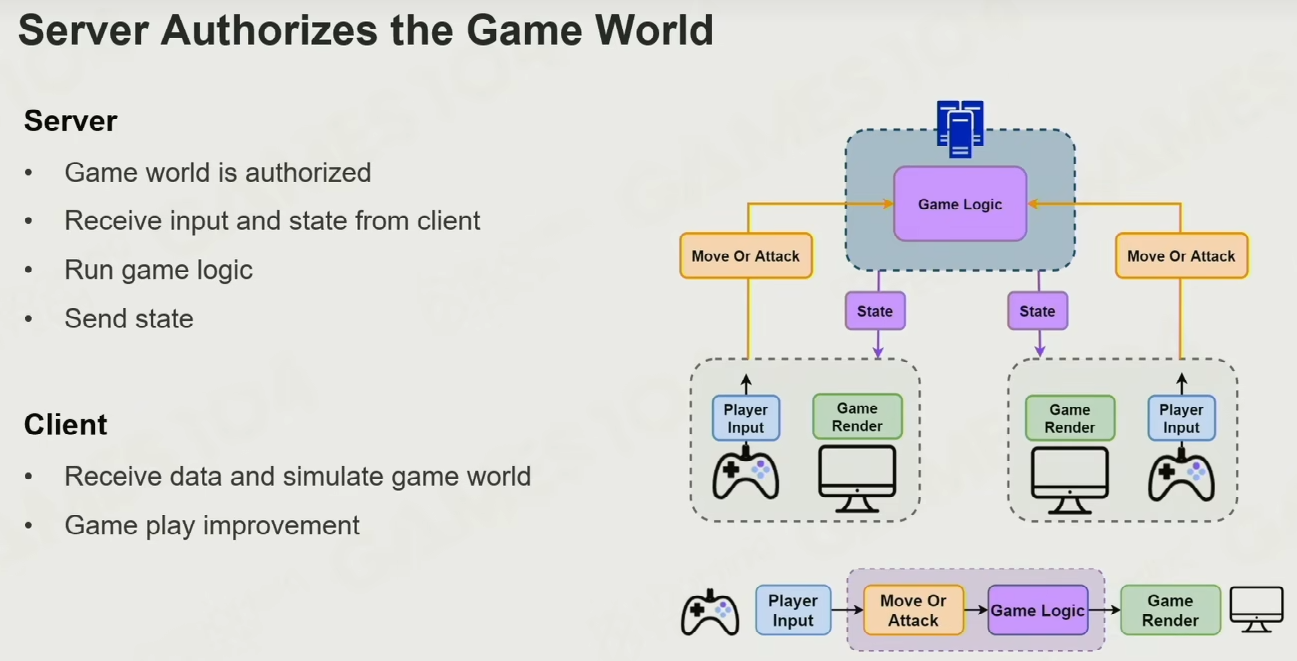 Server Authorizes the Game World
Server
• Game world is authorized
• Receive input and state from client
• Run game logic
• Send state
Client
• Receive data and simulate game world
• Game play improvement
Game Logic
Move Or Attack
Move Or Attack
State
State
Player
Input
Game
Render
Game
Render
Player
Input
Player
Input
Move Or
Attack
Game Logic
Game
Render
GAMES104